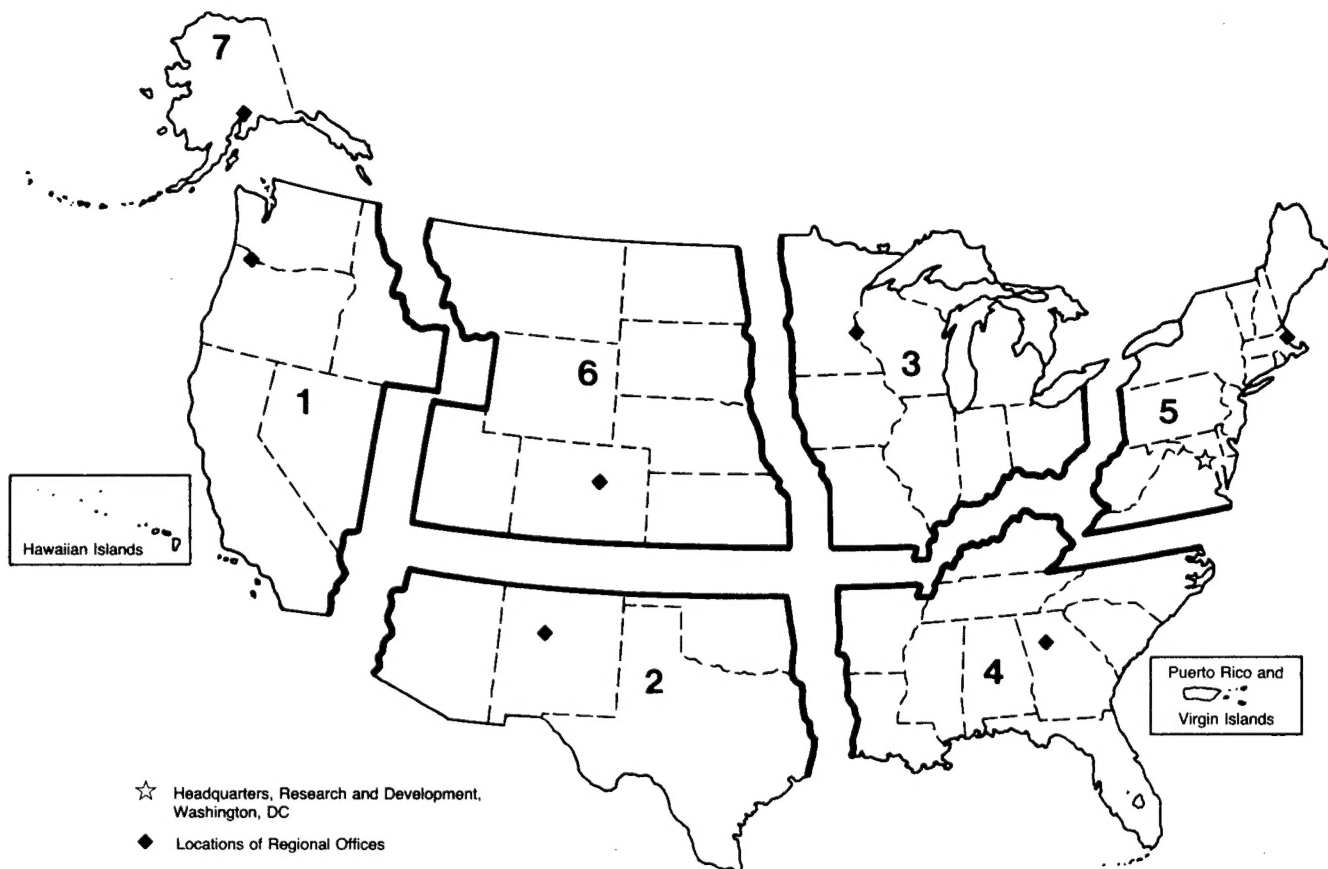 7
6
3
1
5
Hawaiian Islands
2
4
Puerto Rico and
Virgin Islands
Headquarters, Research and Development,
Washington, DC
Locations of Regional Offices